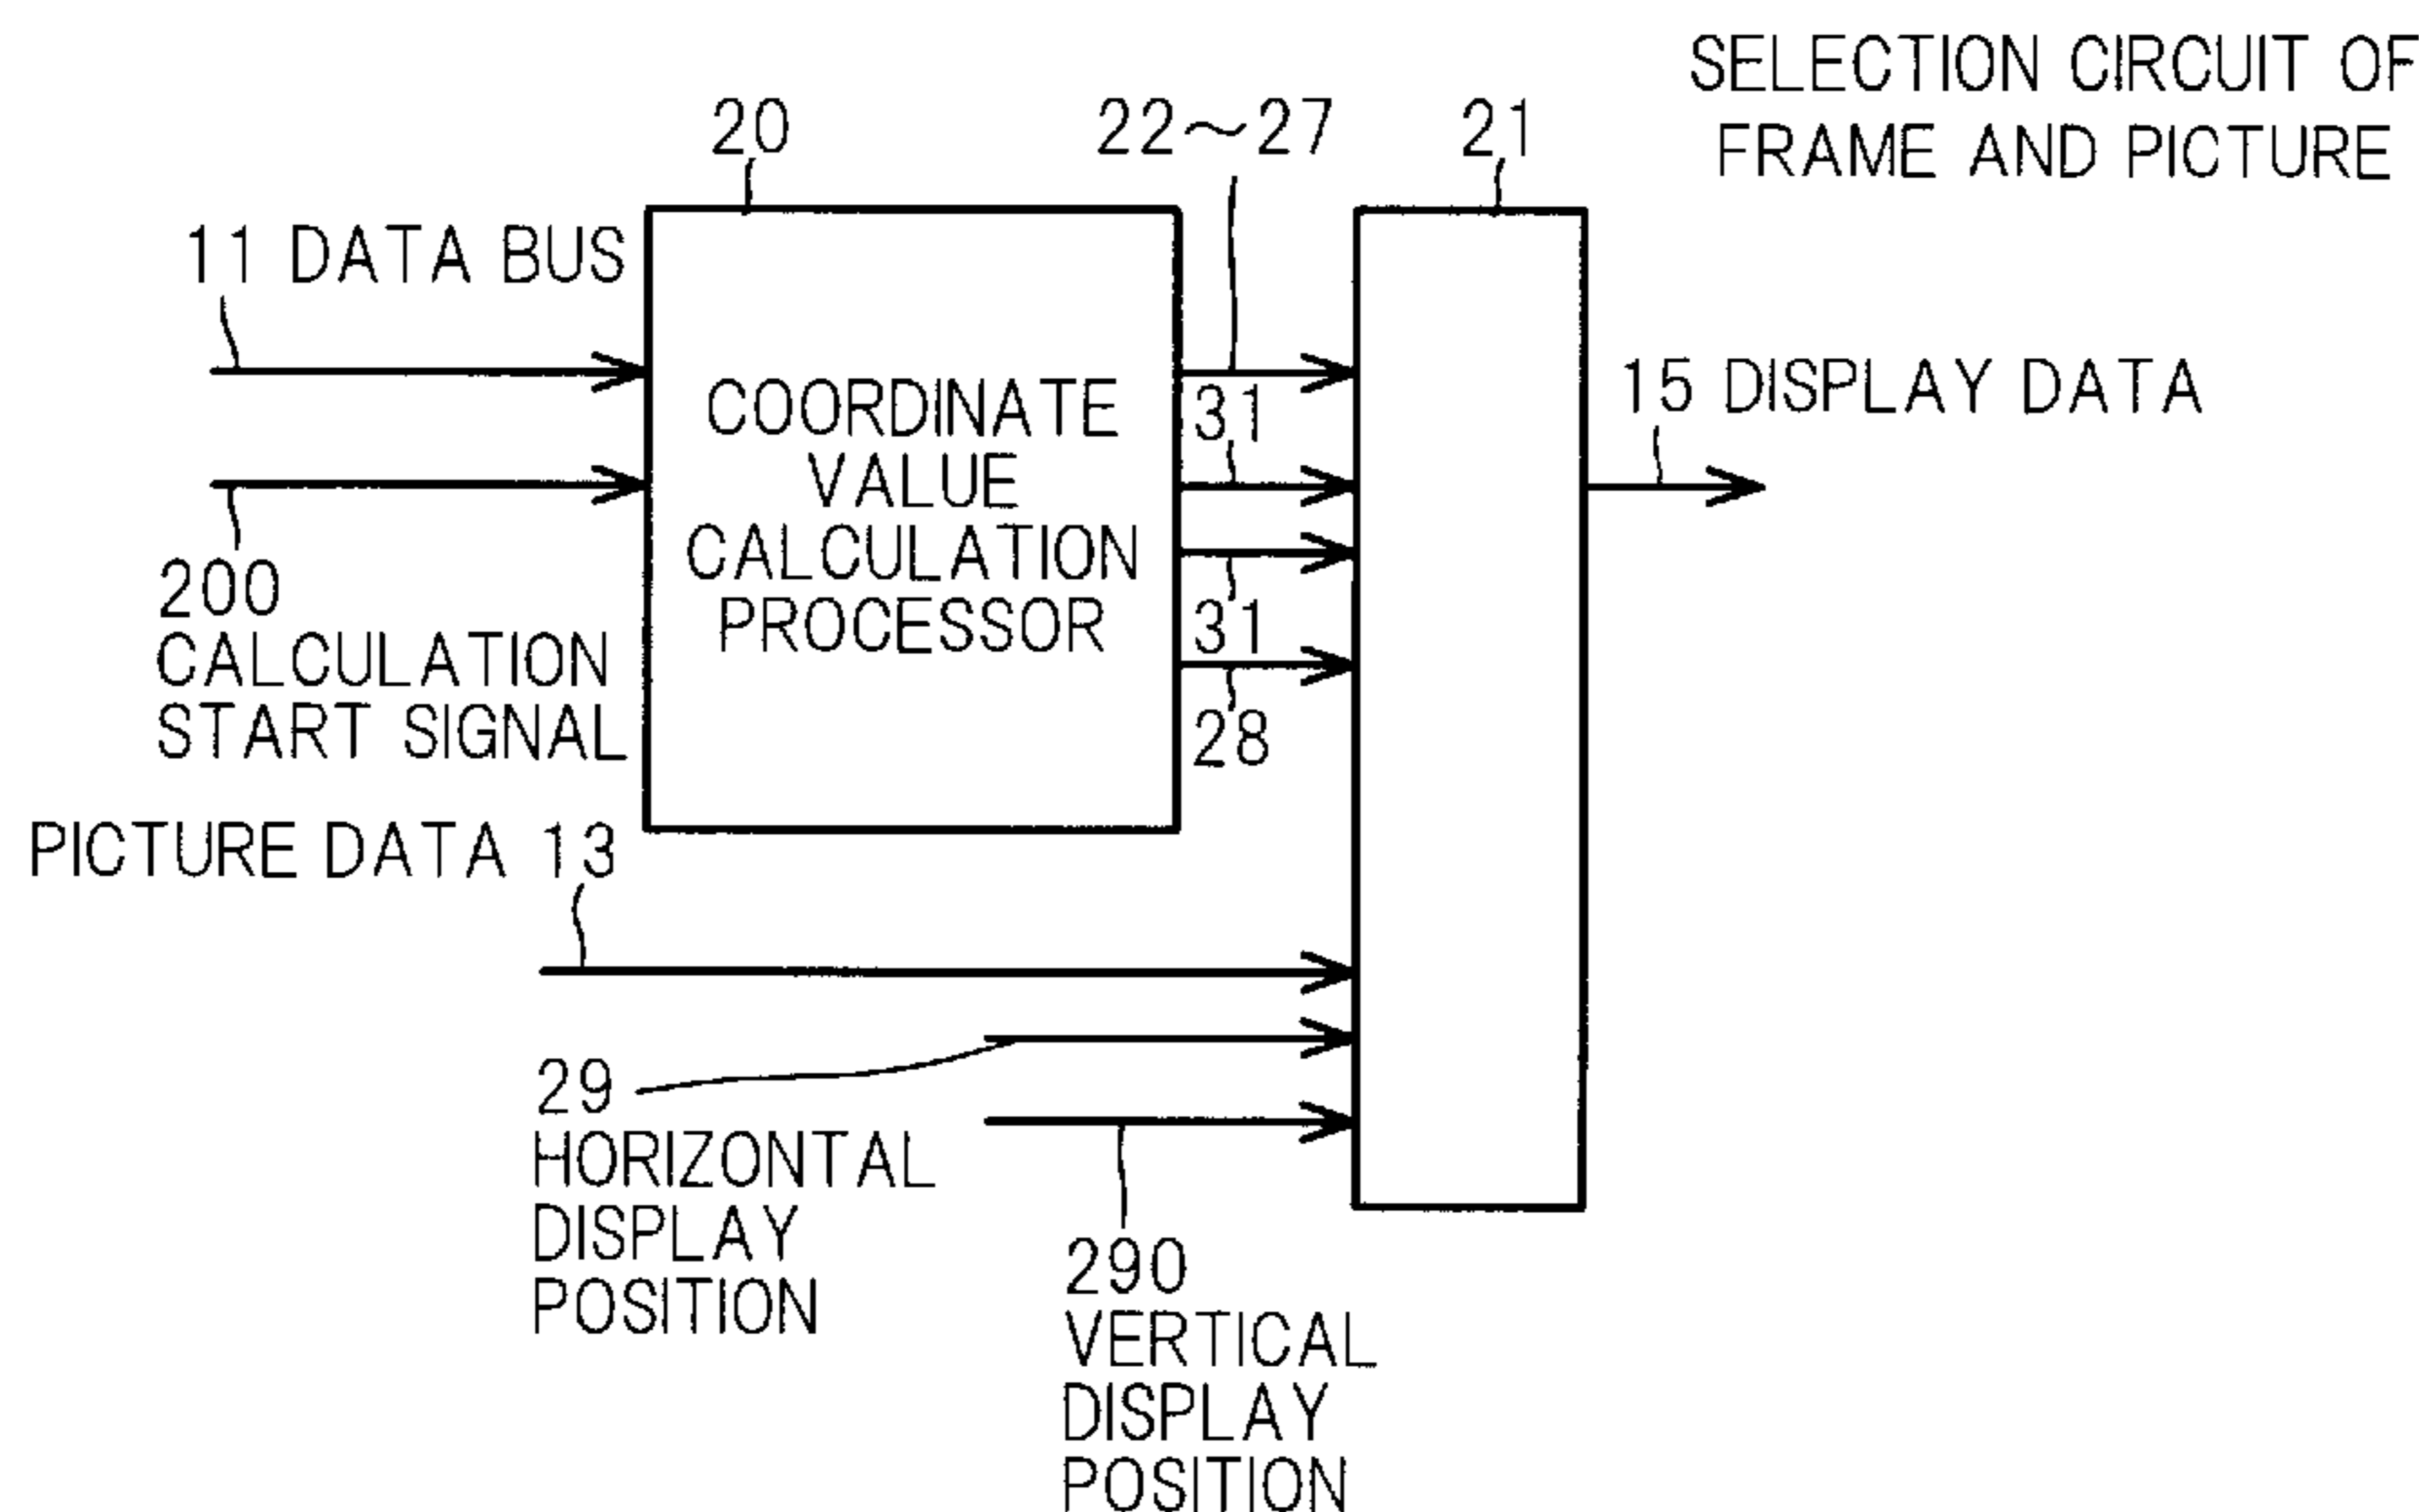 SELECTION CIRCUIT OF
FRAME AND PICTURE
20
22~27
21
11 DATA BUS
COORDINATE
VALUE
CALCULATION
PROCESSOR
31
31
28
15 DISPLAY DATA
200
CALCULATION
START SIGNAL
PICTURE DATA 13
29
HORIZONTAL
DISPLAY
POSITION
290
VERTICAL
DISPLAY
POSITION